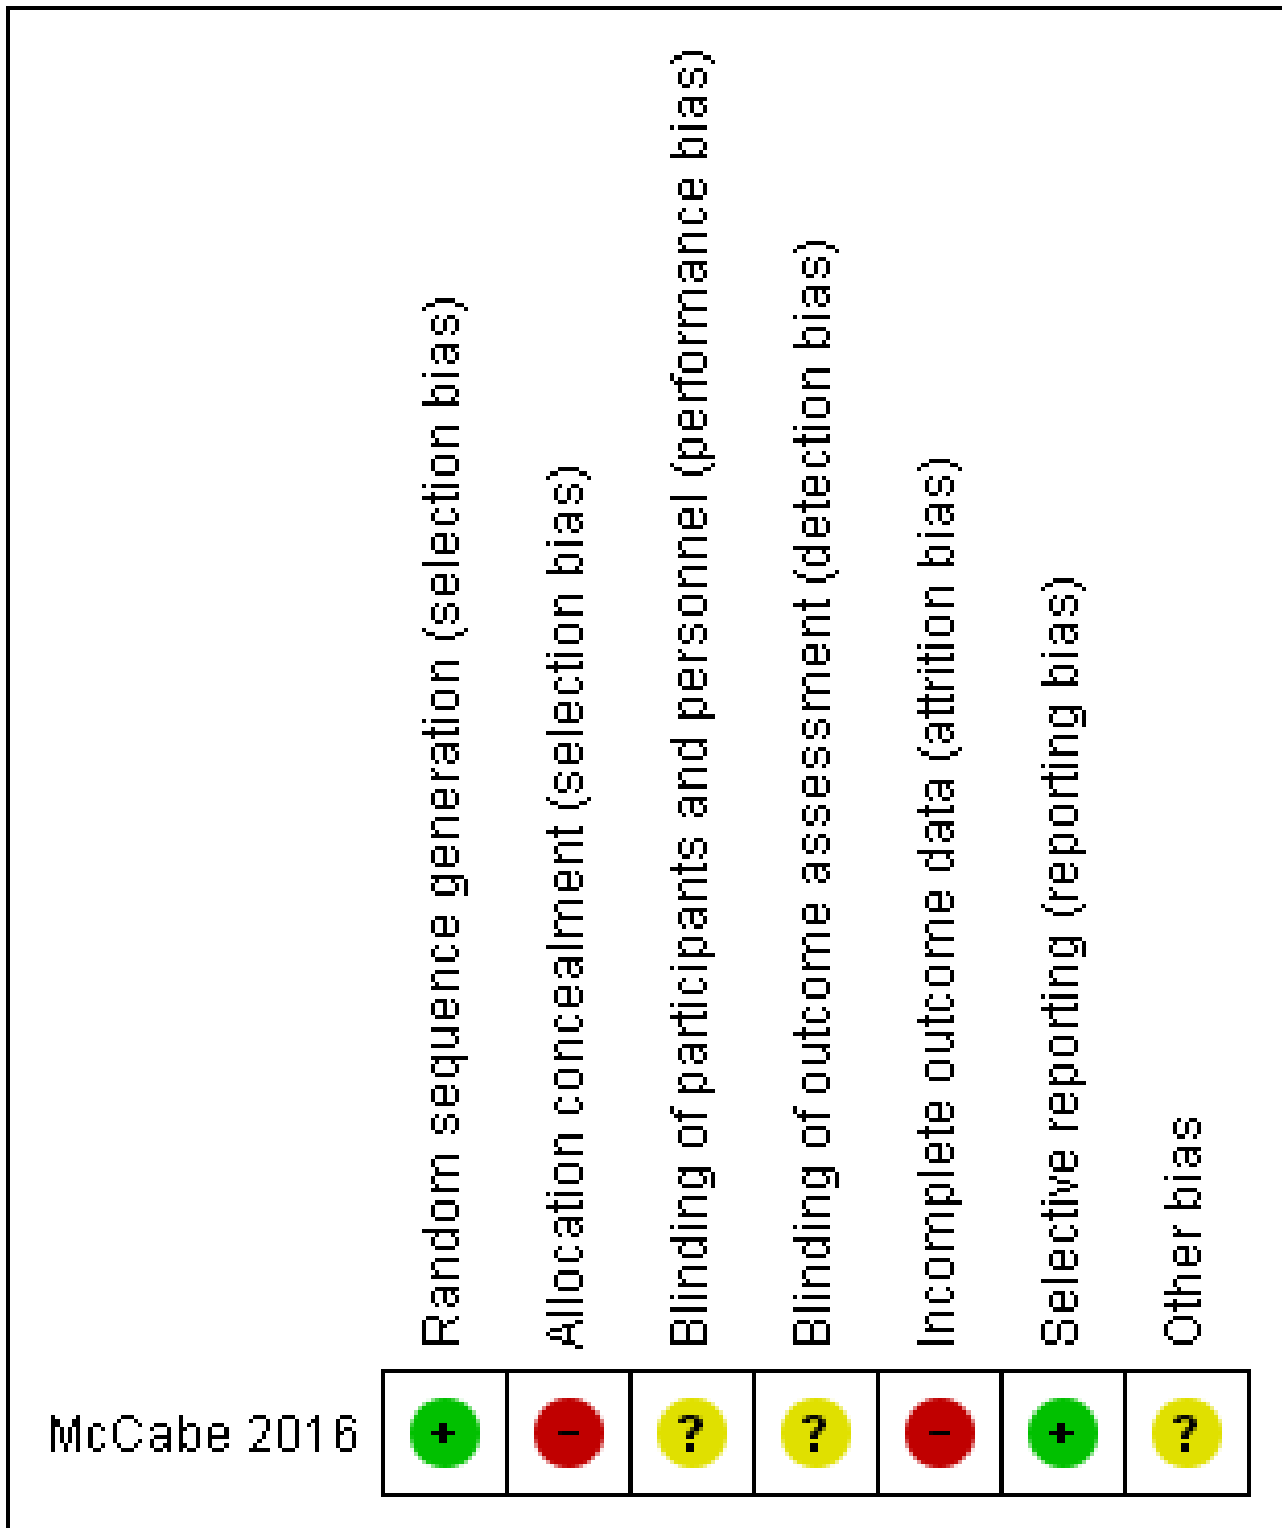 Random sequence generation (selection bias)
Allocation concealment (selection bias)
Blinding of participants and personnel (performance bias)
Blinding of outcome assessment (detection bias)
Incomplete outcome data (attrition bias)
Selective reporting (reporting bias)
Other bias
McCabe 2016 + - ? ? - + ?